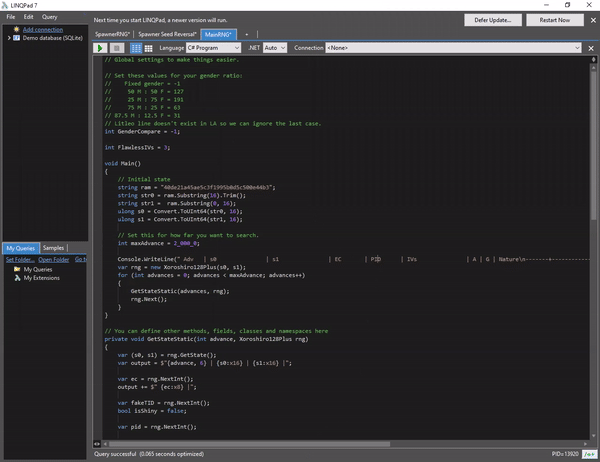 LINQPad 7
File Edit Query
Next time you start LINQPad, a newer version will run.
Defer Update...
Restart Now
Add connection
Demo database (SQLite)
SpawnerRNG*
Spawner Seed Reversal*
MainRNG*
+
Language C# Program
.NET Auto
Connection <None>
// Global settings to make things easier.
// Set these values for your gender ratio:
// Fixed gender = -1
// 50 M : 50 F = 127
// 25 M : 75 F = 191
// 75 M : 25 F = 63
// 87.5 M : 12.5 F = 31
// Litleo line doesn't exist in LA so we can ignore the last case.
int GenderCompare = -1;
int FlawlessIVs = 3;
void Main()
{
// Initial state
string ram = "40de21a45ae5c3f1995b0d5c500e44b3";
string str0 = ram.Substring(16).Trim();
string str1 = ram.Substring(0, 16);
ulong s0 = Convert.ToUInt64(str0, 16);
ulong s1 = Convert.ToUInt64(str1, 16);
// Set this for how far you want to search.
int maxAdvance = 2_000_0;
Console.WriteLine(" Adv | s0 | s1 | EC | PID | IVs | A | G | Nature\n-------+------------
var rng = new Xoroshiro128Plus(s0, s1);
for (int advances = 0; advances < maxAdvance; advances++)
{
GetStateStatic(advances, rng);
rng.Next();
}
}
// You can define other methods, fields, classes and namespaces here
private void GetStateStatic(int advance, Xoroshiro128Plus rng)
{
var (s0, s1) = rng.GetState();
var output = $"{advance, 6} | {s0:x16} | {s1:x16} |";
var ec = rng.NextInt();
output += $" {ec:x8} |";
var fakeTID = rng.NextInt();
bool isShiny = false;
var pid = rng.NextInt();
My Queries
Samples
Set Folder...
Open Folder
Go to
My Queries
My Extensions
Query successful (0.065 seconds optimized)
PID=13920
/o+